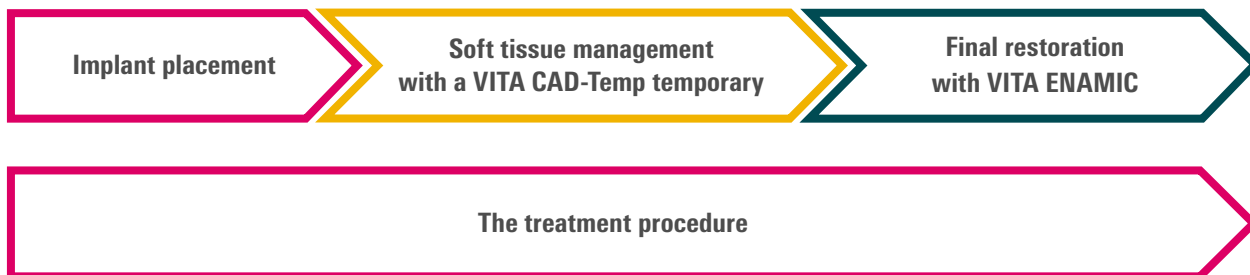 Implant placement
Soft tissue management
with a VITA CAD-Temp temporary
Final restoration
with VITA ENAMIC
The treatment procedure